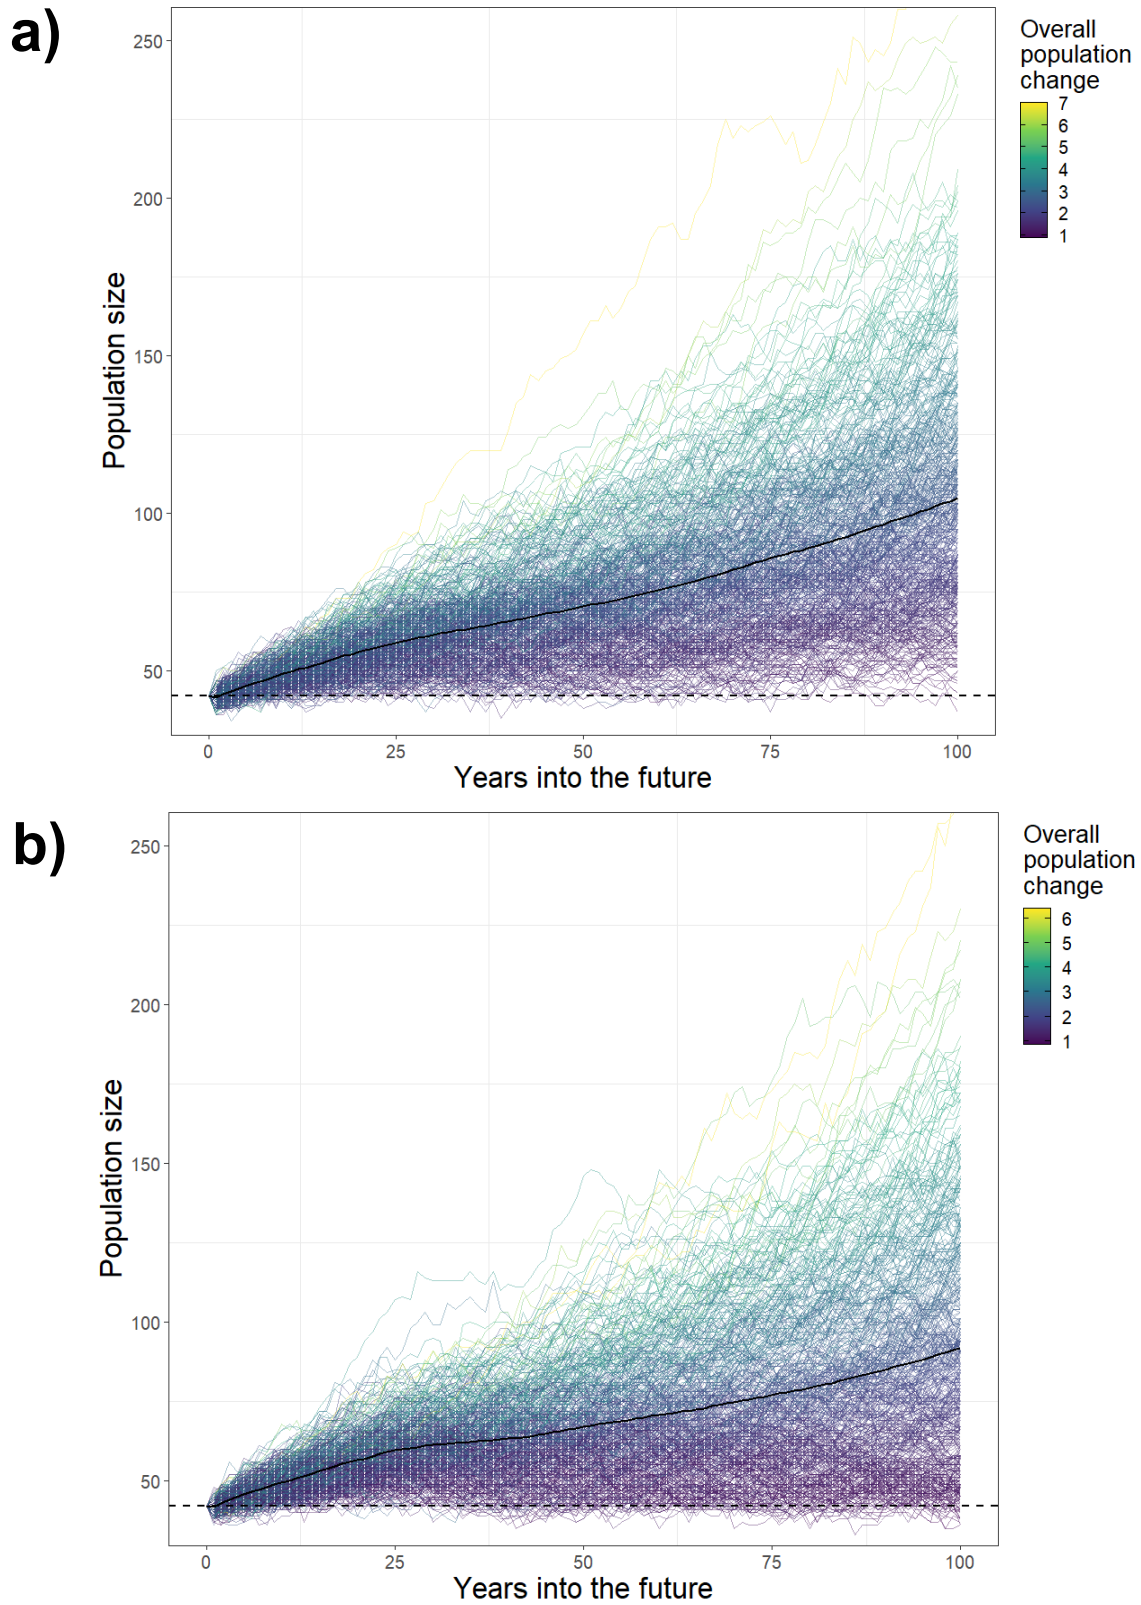 a)
Overall
population
change
7
6
5
4
3
2
1
250
200
150
100
50
Population size
0 25 50 75 100
Years into the future
b)
Overall
population
change
6
5
4
3
2
1
250
200
150
100
50
Population size
0 25 50 75 100
Years into the future